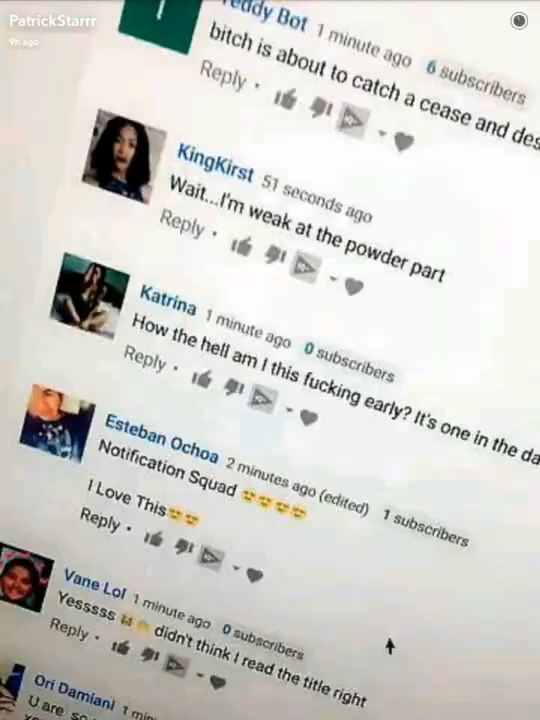 PatrickStarrr
9h ago
eddy Bot 1 minute ago 6 subscribers
bitch is about to catch a cease and des
Reply
KingKirst 51 seconds ago
Wait...I'm weak at the powder part
Reply
Katrina 1 minute ago 0 subscribers
How the hell am I this fucking early? It's one in the da
Reply
Esteban Ochoa 2 minutes ago (edited) 1 subscribers
Notification Squad 😍😍😍😍
I Love This😍😍
Reply
Vane Lol 1 minute ago 0 subscribers
Yesssss didn't think I read the title right
Reply
Ori Damiani 1 min
U are so